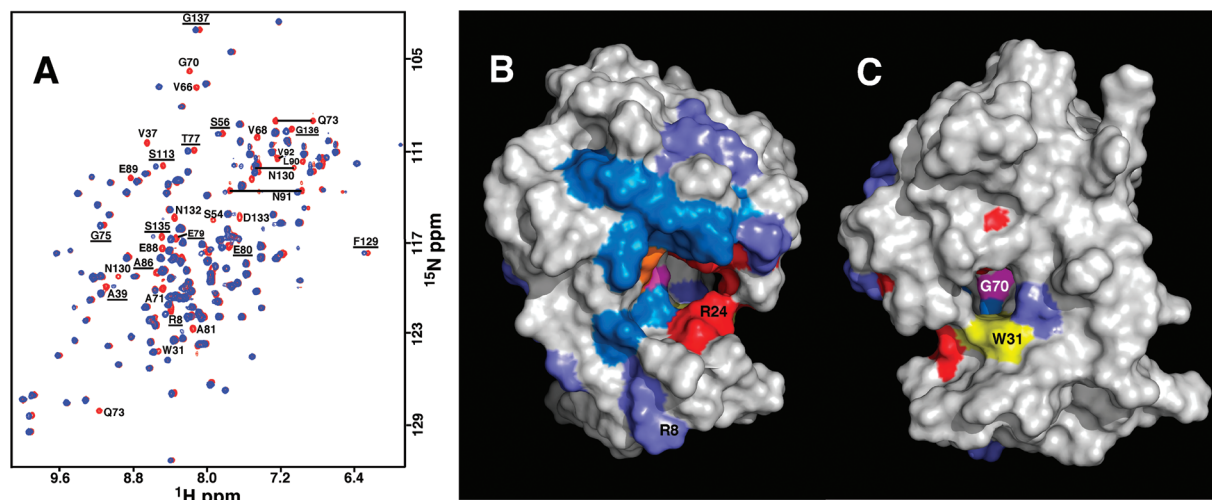 A
G137
G70
V66
S56
Q73
V68
G136
V37
T77
V92
L90
S113
N130
E89
N91
N132
S54
D133
S135
E79
G75
E88
E80
F129
A86
N130
A39
A71
R8
A81
W31
Q73
105
111
117
123
129
15N ppm
9.6 8.8 8.0 7.2 6.4
1H ppm
B
R24
R8
C
G70
W31